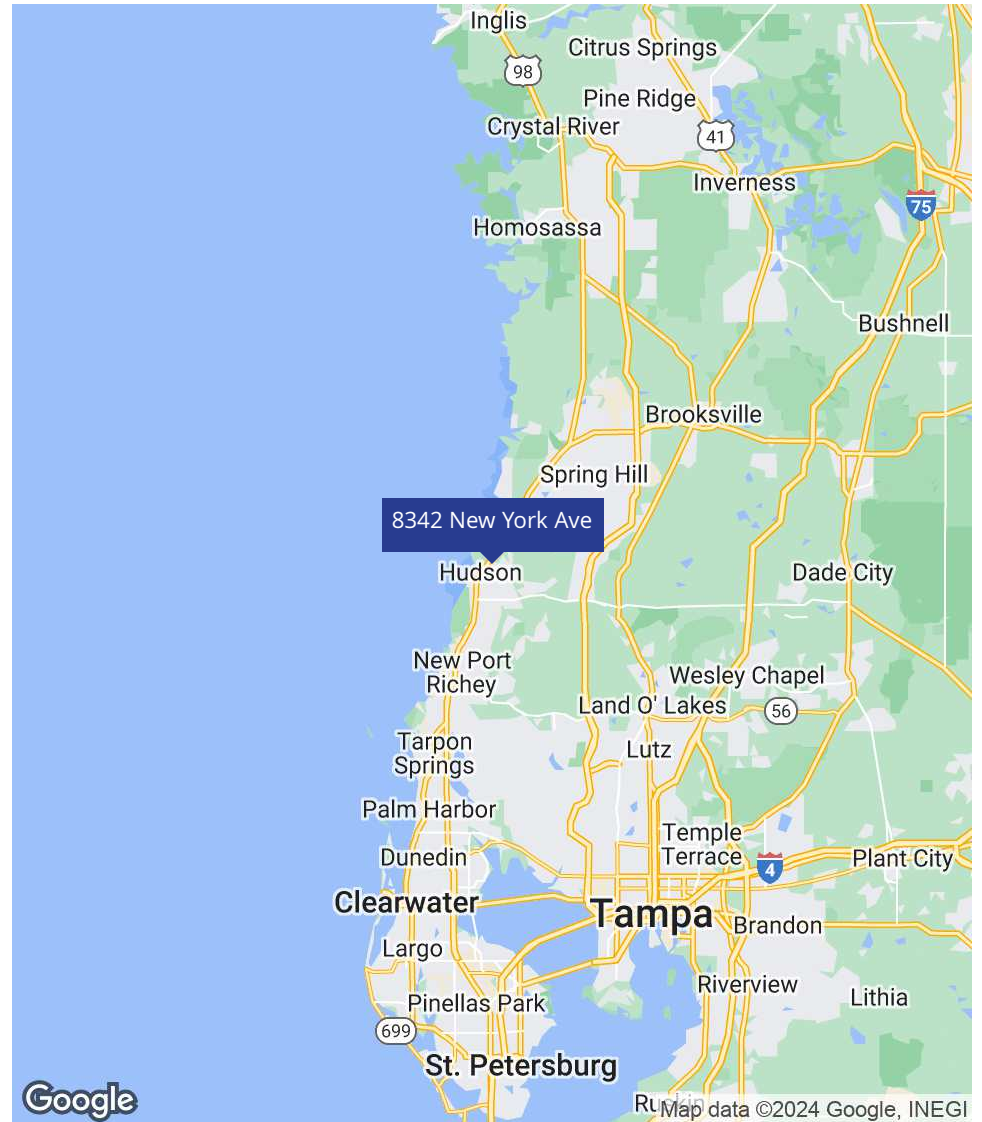 Inglis
Citrus Springs
98
Pine Ridge
Crystal River
41
Inverness
75
Homosassa
Bushnell
Brooksville
Spring Hill
8342 New York Ave
Hudson
Dade City
New Port
Richey
Wesley Chapel
Land O' Lakes
56
Tarpon
Springs
Lutz
Palm Harbor
Temple
Terrace
Dunedin
4
Plant City
Clearwater
Tampa
Brandon
Largo
Riverview
Lithia
Pinellas Park
699
St. Petersburg
Google
Ruskin
Map data ©2024 Google, INEGI